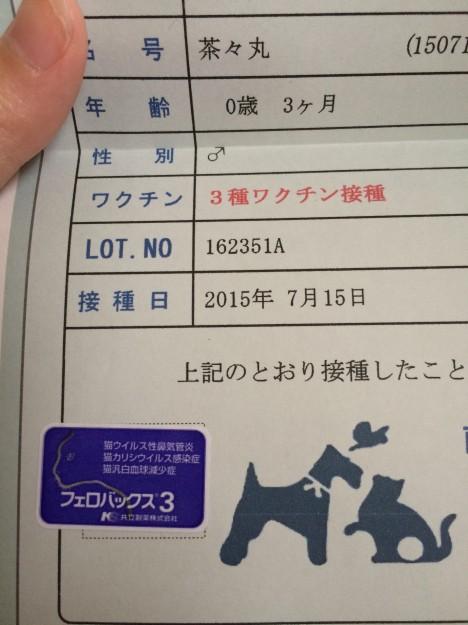 名 号 茶々丸 (15071
年 齢 0歳 3ヶ月
性 別 ♂
ワクチン 3種ワクチン接種
LOT.NO 162351A
接種日 2015年 7月15日
上記のとおり接種したこと
猫ウイルス性鼻気管炎
猫カリシウイルス感染症
猫汎白血球減少症
フェロバックス3
共立製薬株式会社